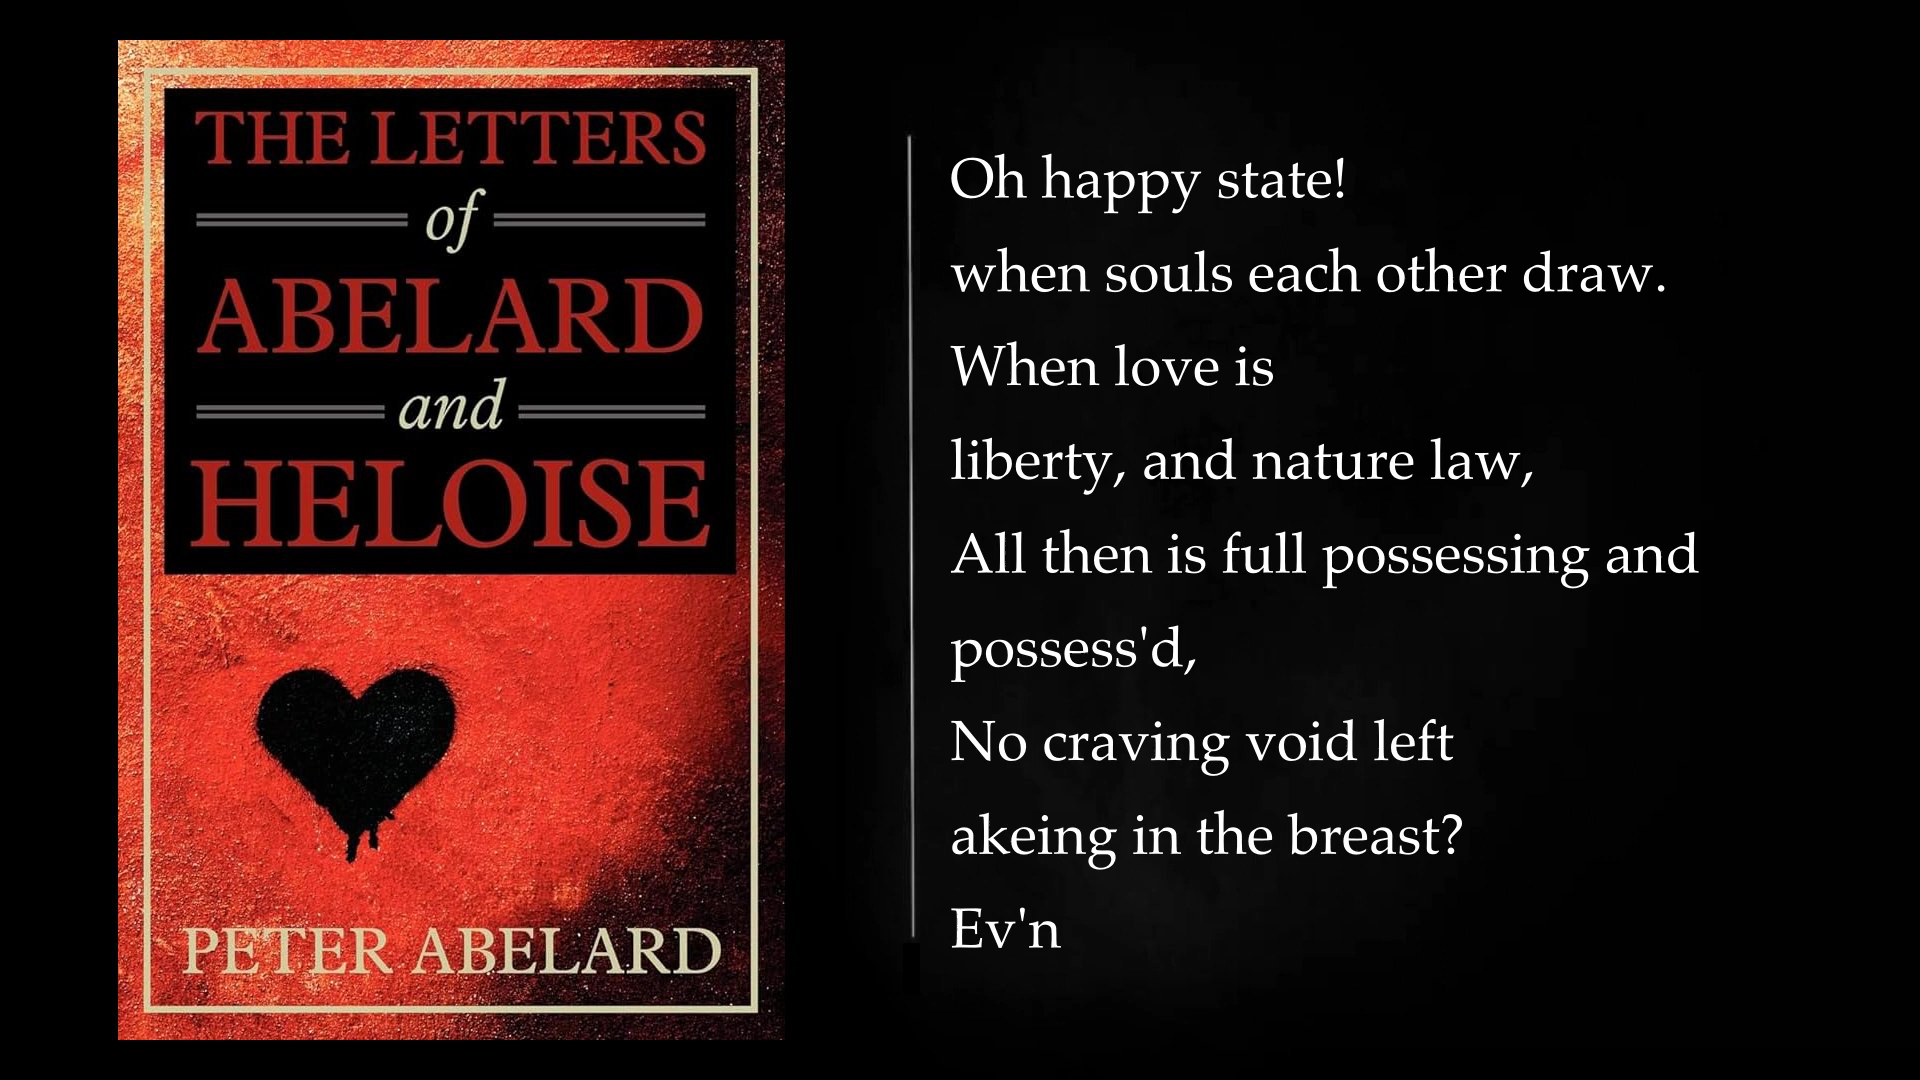 THE LETTERS
of
ABELARD
and
HELOISE
PETER ABELARD
Oh happy state!
when souls each other draw.
When love is
liberty, and nature law,
All then is full possessing and
possess'd,
No craving void left
akeing in the breast?
Ev'n